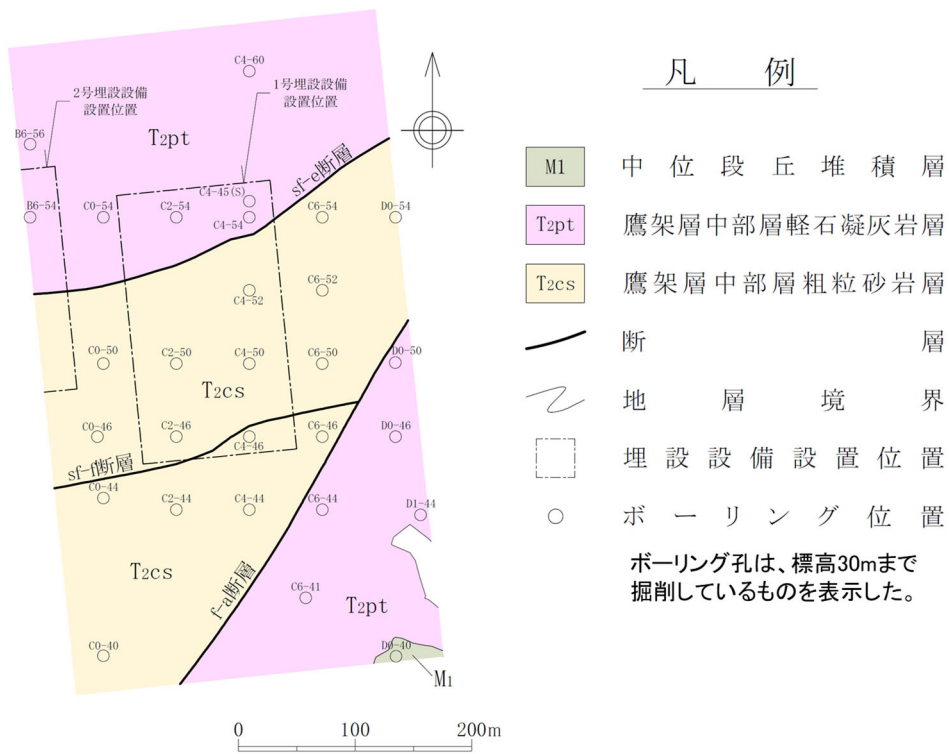 C4-60
2号埋設設備
設置位置
1号埋設設備
設置位置
B6-56
T2pt
sf-e断層
C4-45(S)
B6-54
C0-54
C2-54
C4-54
C6-54
D0-54
C4-52
C6-52
C0-50
C2-50
C4-50
C6-50
D0-50
T2cs
C0-46
C2-46
C4-46
C6-46
D0-46
sf-f断層
C0-44
C2-44
C4-44
C6-44
D1-44
T2cs
f-a断層
C6-41
T2pt
C0-40
D0-40
M1
0 100 200m
凡例
M1 中位段丘堆積層
T2pt 鷹架層中部層軽石凝灰岩層
T2cs 鷹架層中部層粗粒砂岩層
断層
地層境界
埋設設備設置位置
ボーリング位置
ボーリング孔は、標高30mまで
掘削しているものを表示した。